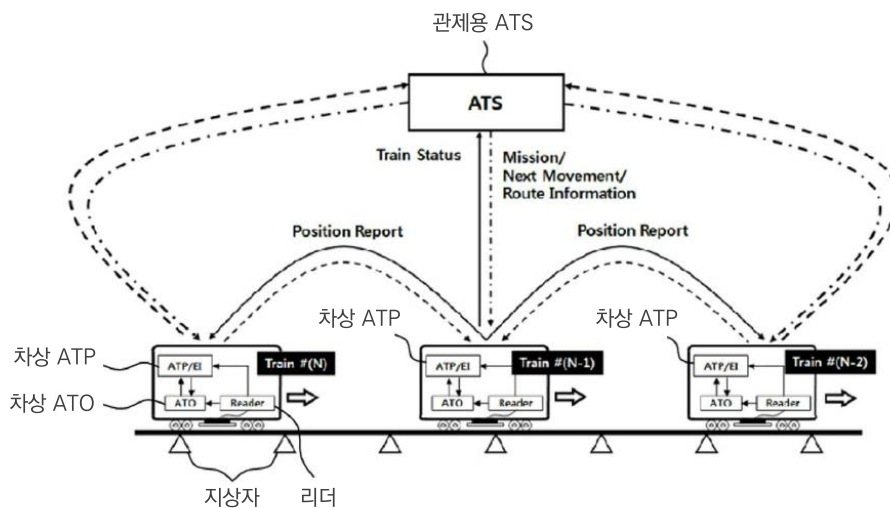 관제용 ATS
ATS
Train Status
Mission/
Next Movement/
Route Information
Position Report
Position Report
차상 ATP
차상 ATP
차상 ATP
차상 ATO
ATP/EI
Train #(N)
ATO
Reader
ATP/EI
Train #(N-1)
ATO
Reader
ATP/EI
Train #(N-2)
ATO
Reader
지상자
리더